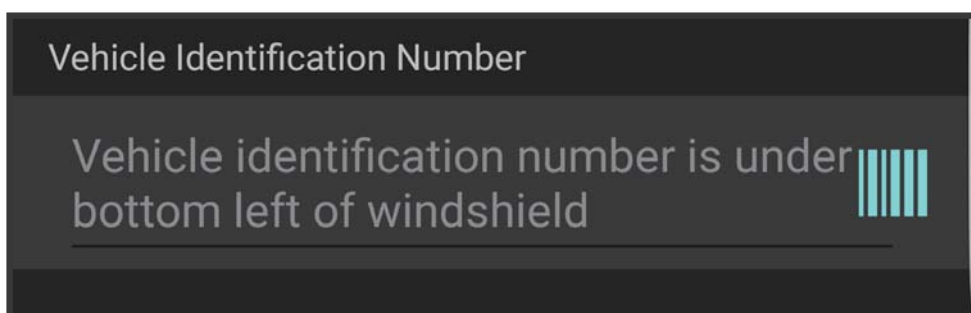 Vehicle Identification Number
Vehicle identification number is under
bottom left of windshield